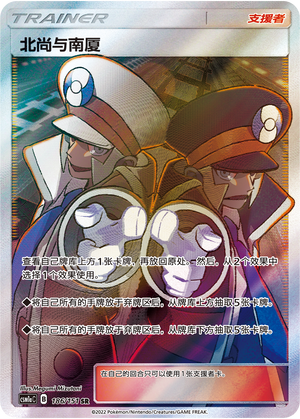 TRAINER
支援者
北尚与南厦
查看自己牌库上方1张卡牌，再放回原处。然后，从2个效果中
选择1个效果使用。
◆将自己所有的手牌放于弃牌区后，从牌库上方抽取5张卡牌。
◆将自己所有的手牌放于弃牌区后，从牌库下方抽取5张卡牌。
Illus. Megumi Mizutani
在自己的回合只可以使用1张支援者卡。
csm1aC D 186/151 SR
©2022 Pokémon/Nintendo/Creatures/GAME FREAK.